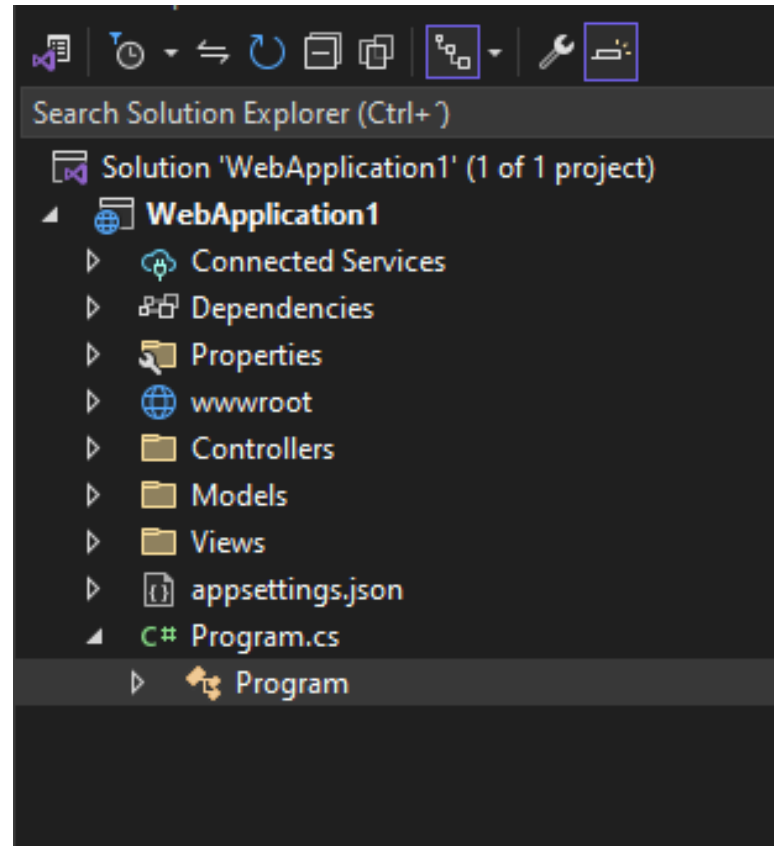 Search Solution Explorer (Ctrl+´)
Solution 'WebApplication1' (1 of 1 project)
WebApplication1
Connected Services
Dependencies
Properties
wwwroot
Controllers
Models
Views
appsettings.json
C# Program.cs
Program